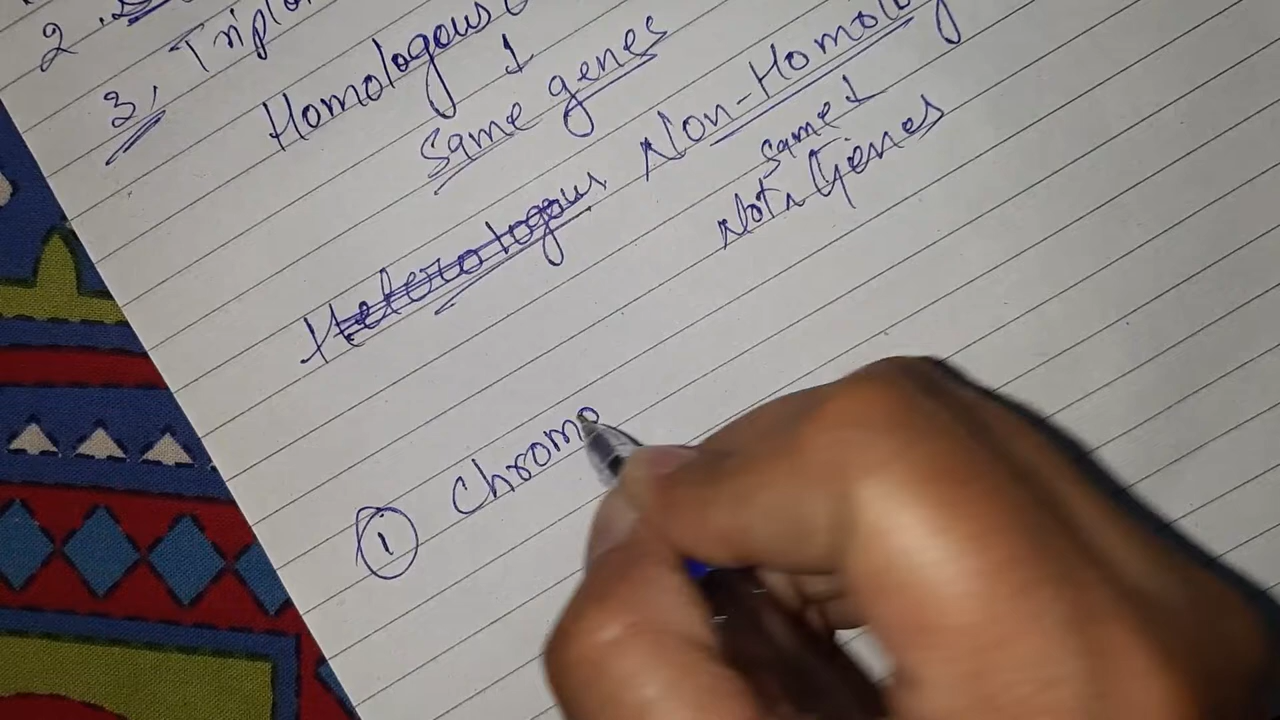 2.
3, Triplo
Homologous
↓
Same genes
Heterologous Non-Homolog
↓
same
Not ^ Genes
① Chromo